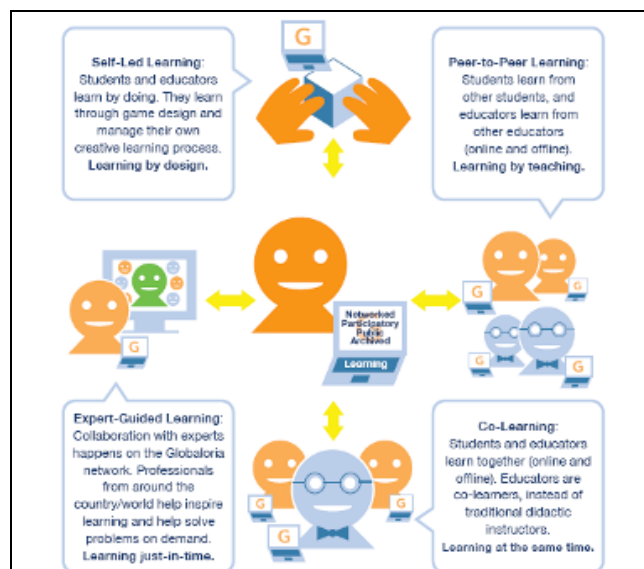 G
Self-Led Learning:
Students and educators
learn by doing. They learn
through game design and
manage their own
creative learning process.
Learning by design.
Peer-to-Peer Learning:
Students learn from
other students, and
educators learn from
other educators
(online and offline).
Learning by teaching.
G
Networked
Participatory
Public
Archived
Learning
G
G
G
G
Expert-Guided Learning:
Collaboration with experts
happens on the Globaloria
network. Professionals
from around the
country/world help inspire
learning and help solve
problems on demand.
Learning just-in-time.
G
G
G
Co-Learning:
Students and educators
learn together (online and
offline). Educators are
co-learners, instead of
traditional didactic
instructors.
Learning at the same time.